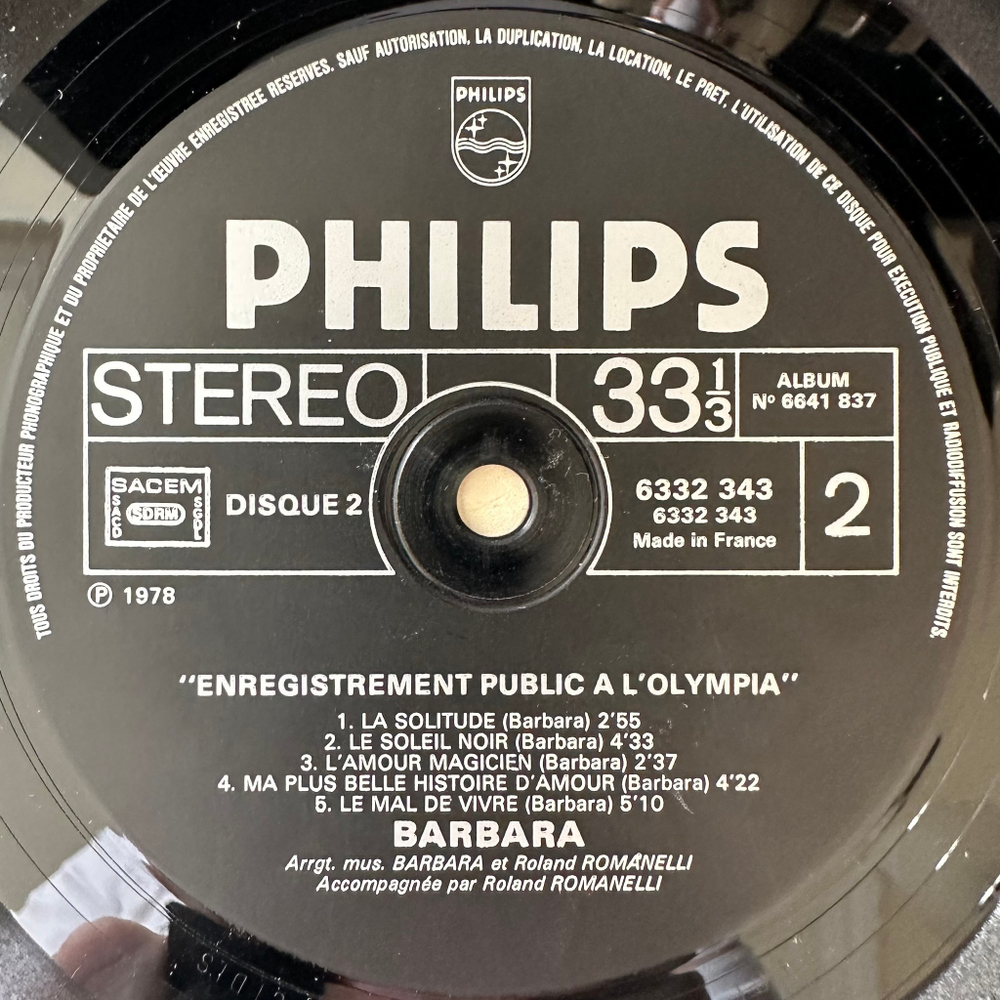 TOUS DROITS DU PRODUCTEUR PHONOGRAPHIQUE ET DU PROPRIETAIRE DE L'ŒUVRE ENREGISTREE RESERVES. SAUF AUTORISATION, LA DUPLICATION, LA LOCATION, LE PRET, L'UTILISATION DE CE DISQUE POUR EXECUTION PUBLIQUE ET RADIODIFFUSION SONT INTERDITS.
PHILIPS
PHILIPS
STEREO
33 1/3
ALBUM
Nº 6641 837
SACEM
SACD SDRM SGDL
DISQUE 2
6332 343
6332 343
Made in France
2
Ⓟ 1978
"ENREGISTREMENT PUBLIC A L'OLYMPIA"
1. LA SOLITUDE (Barbara) 2'55
2. LE SOLEIL NOIR (Barbara) 4'33
3. L'AMOUR MAGICIEN (Barbara) 2'37
4. MA PLUS BELLE HISTOIRE D'AMOUR (Barbara) 4'22
5. LE MAL DE VIVRE (Barbara) 5'10
BARBARA
Arrgt. mus. BARBARA et Roland ROMANELLI
Accompagnée par Roland ROMANELLI